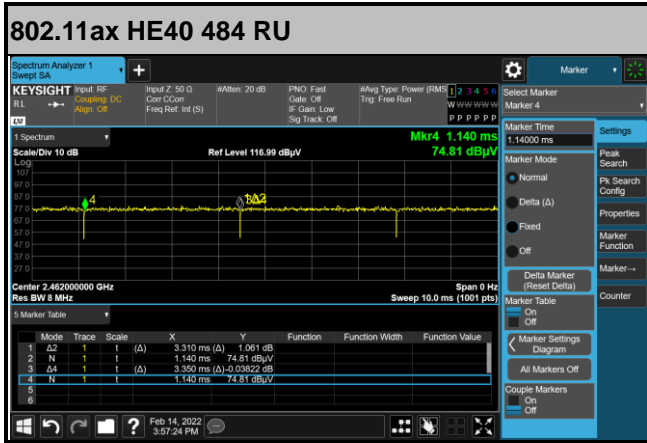 802.11ax HE40 484 RU
Spectrum Analyzer 1
Swept SA
+
Marker
KEYSIGHT Input: RF Input Z: 50 Ω #Atten: 20 dB PNO: Fast #Avg Type: Power (RMS 1 2 3 4 5 6
RL Coupling: DC Corr CCorr Gate: Off Trig: Free Run
Align: Off Freq Ref: Int (S) IF Gain: Low W W W W W W
LXI Sig Track: Off P P P P P P
Select Marker
Marker 4
1 Spectrum
Mkr4 1.140 ms
Scale/Div 10 dB Ref Level 116.99 dBµV 74.81 dBµV
Log
107
97.0
87.0
77.0
57.0
47.0
37.0
27.0
4
Center 2.462000000 GHz Span 0 Hz
Res BW 8 MHz Sweep 10.0 ms (1001 pts)
5 Marker Table
Mode Trace Scale X Y Function Function Width Function Value
1 Δ2 1 t (Δ) 3.310 ms (Δ) 1.061 dB
2 N 1 t 1.140 ms 74.81 dBµV
3 Δ4 1 t (Δ) 3.350 ms (Δ) -0.03822 dB
4 N 1 t 1.140 ms 74.81 dBµV
5
6
Marker Time
1.14000 ms
Marker Mode
Normal
Delta (Δ)
Fixed
Off
Delta Marker
(Reset Delta)
Marker Table
On
Off
Marker Settings
Diagram
All Markers Off
Couple Markers
On
Off
Settings
Peak
Search
Pk Search
Config
Properties
Marker
Function
Marker→
Counter
? Feb 14, 2022
3:57:24 PM